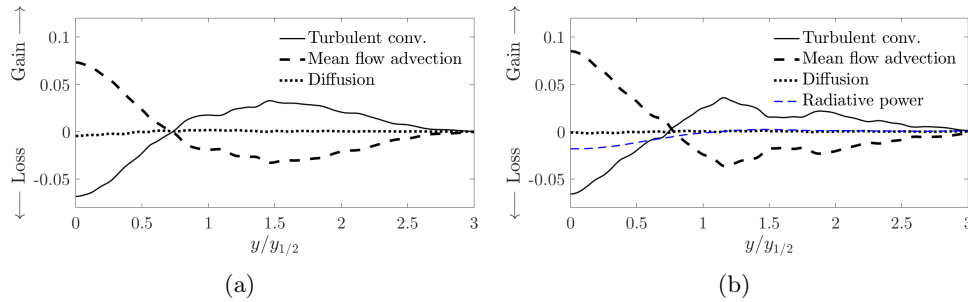 Gain ⟶
⟵ Loss
0.1
0.05
0
-0.05
0 0.5 1 1.5 2 2.5 3
y/y1/2
Turbulent conv.
Mean flow advection
Diffusion
(a)
Gain ⟶
⟵ Loss
0.1
0.05
0
-0.05
0 0.5 1 1.5 2 2.5 3
y/y1/2
Turbulent conv.
Mean flow advection
Diffusion
Radiative power
(b)